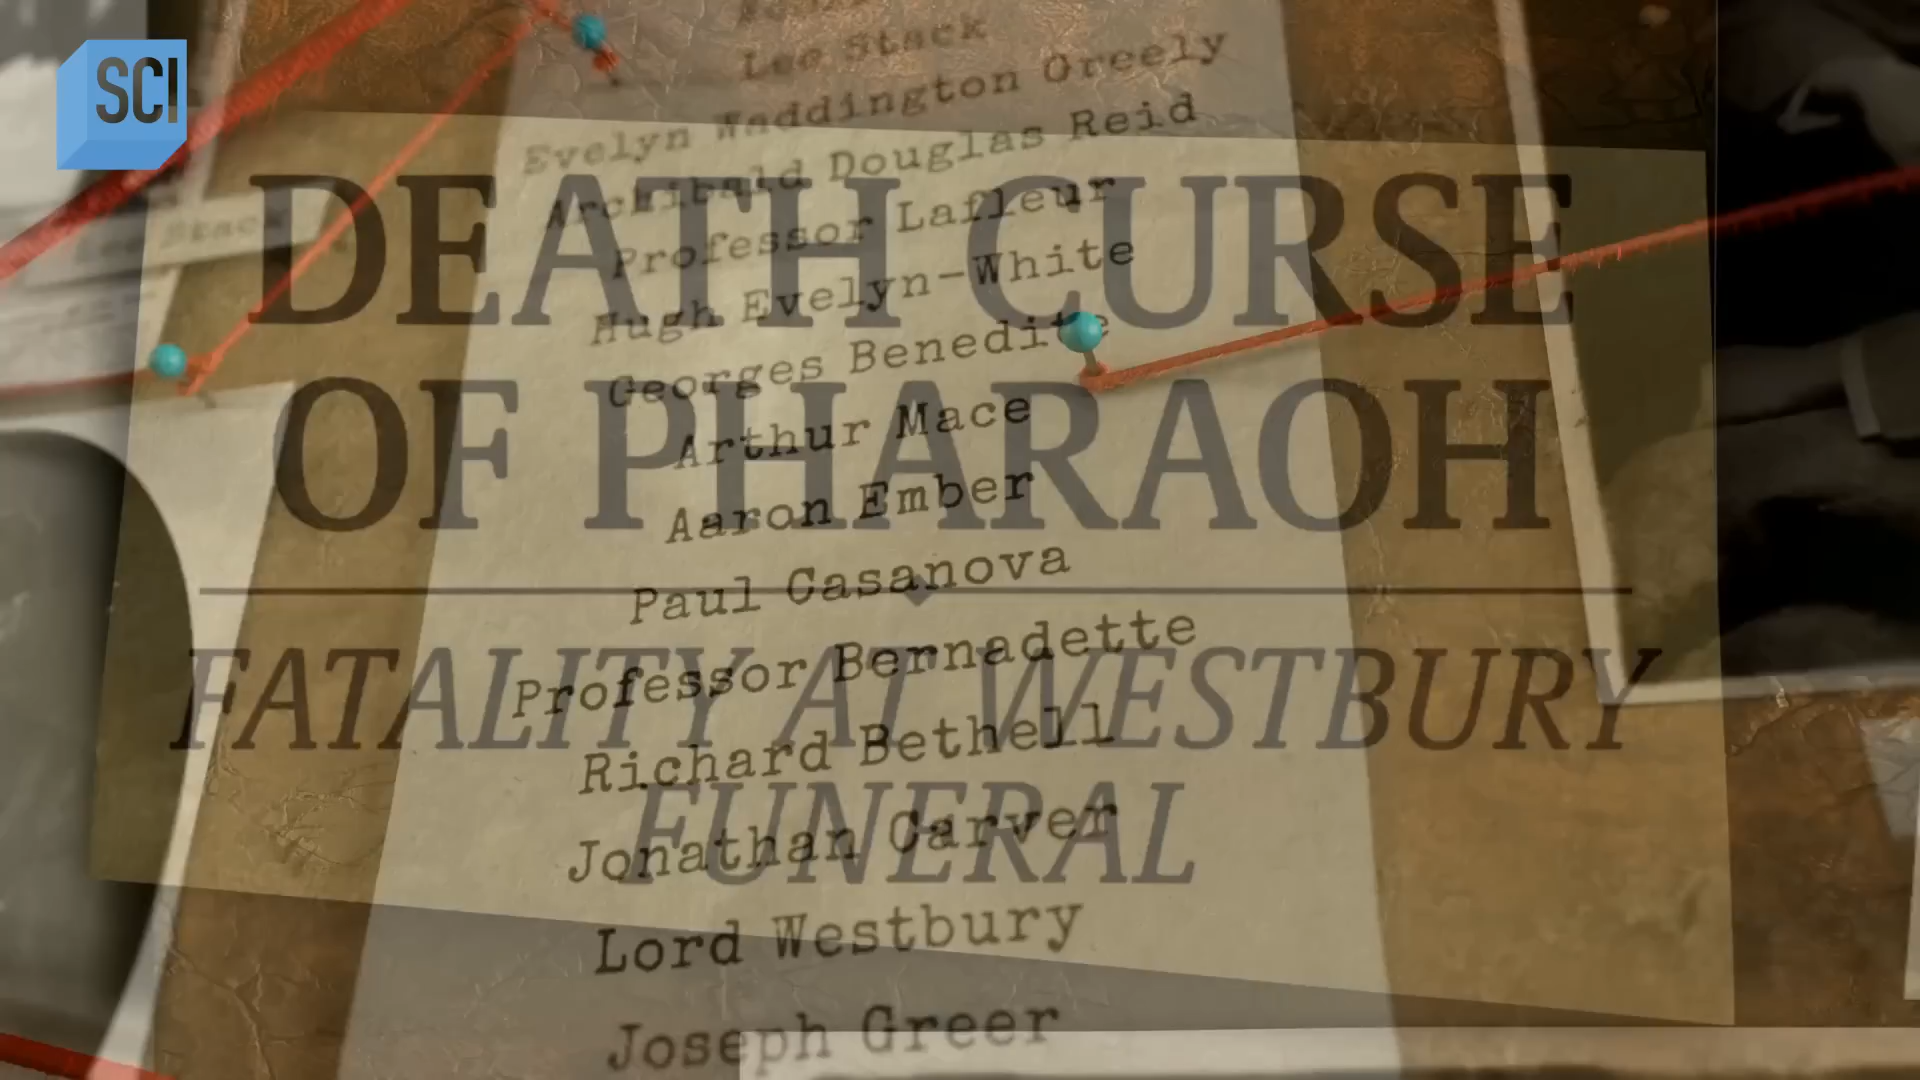 SCI
Lee Stack
Evelyn Waddington Greely
Archibald Douglas Reid
Professor Lafleur
Hugh Evelyn-White
Georges Benedite
Arthur Mace
Aaron Ember
Paul Casanova
Professor Bernadette
Richard Bethell
Jonathan Carver
Lord Westbury
Joseph Greer
Lee Stack
DEATH CURSE
OF PHARAOH
FATALITY AT WESTBURY
FUNERAL